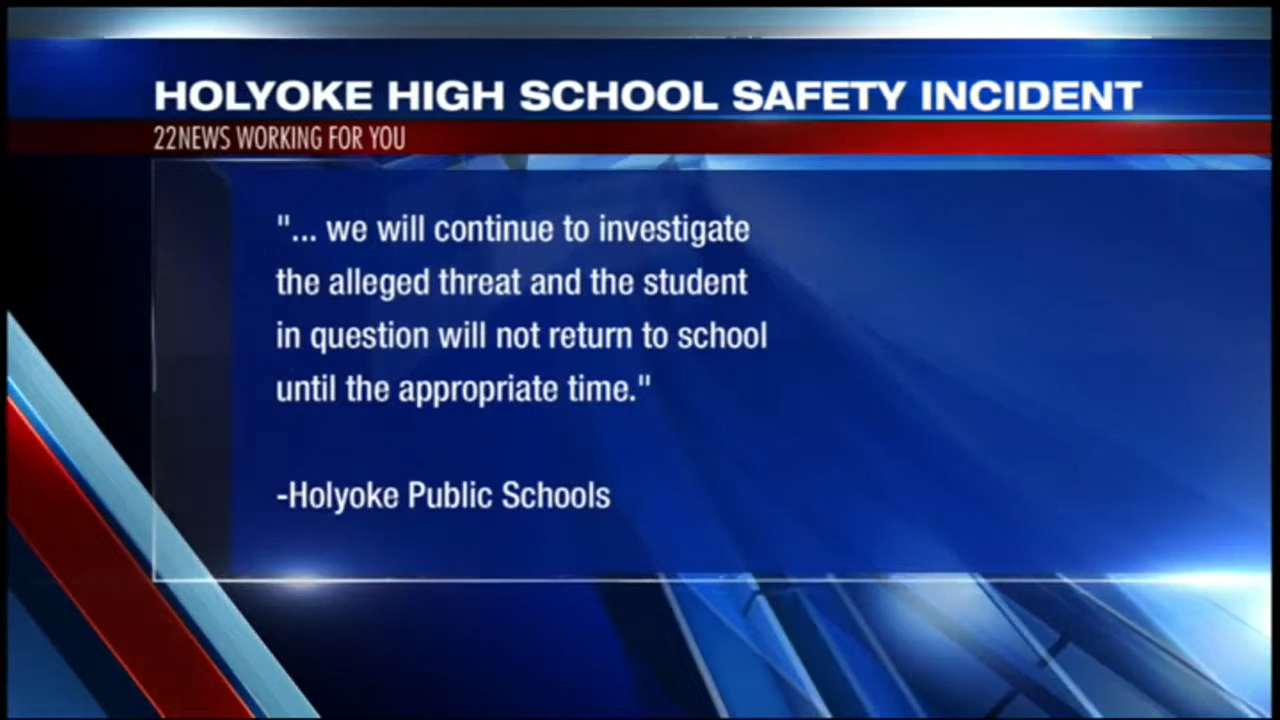 HOLYOKE HIGH SCHOOL SAFETY INCIDENT
22NEWS WORKING FOR YOU
"... we will continue to investigate
the alleged threat and the student
in question will not return to school
until the appropriate time."
-Holyoke Public Schools